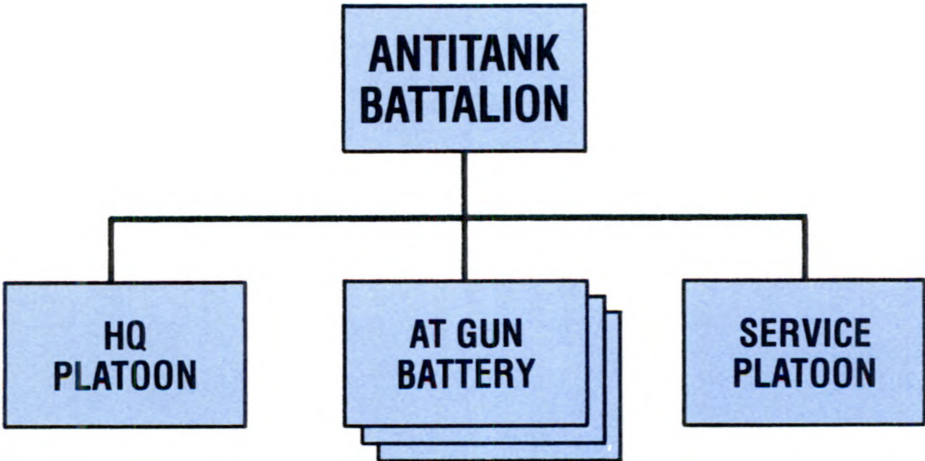 ANTITANK
BATTALION
HQ
PLATOON
AT GUN
BATTERY
SERVICE
PLATOON